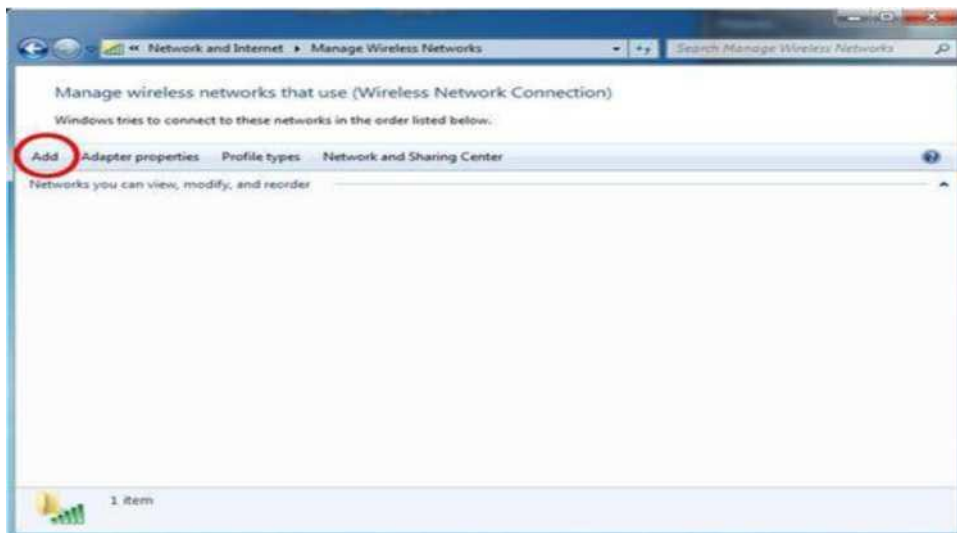 « Network and Internet ▸ Manage Wireless Networks
Search Manage Wireless Networks
Manage wireless networks that use (Wireless Network Connection)
Windows tries to connect to these networks in the order listed below.
Add Adapter properties Profile types Network and Sharing Center
Networks you can view, modify, and reorder
1 item